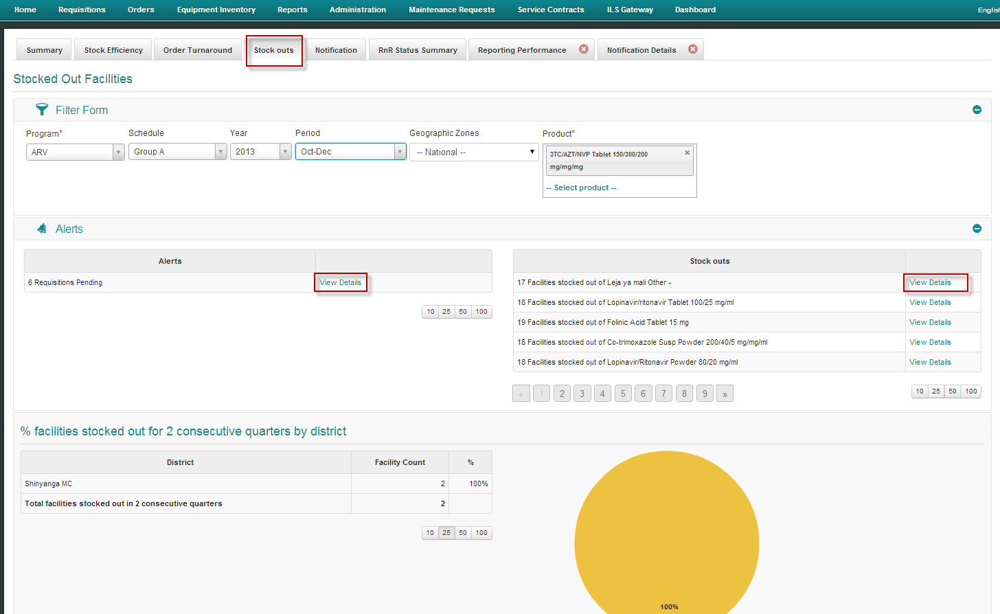 Home Requisitions Orders Equipment Inventory Reports Administration Maintenance Requests Service Contracts ILS Gateway Dashboard
Summary Stock Efficiency Order Turnaround Stock outs Notification RnR Status Summary Reporting Performance Notification Details
Stocked Out Facilities
Filter Form
Program* Schedule Year Period Geographic Zones Product*
ARV Group A 2013 Oct-Dec -- National --
3TC/AZT/NVP Tablet 150/300/200
mg/mg/mg
-- Select product --
Alerts
Alerts
6 Requisitions Pending View Details
10 25 50 100
Stock outs
17 Facilities stocked out of Leja ya mali Other - View Details
18 Facilities stocked out of Lopinavir/ritonavir Tablet 100/25 mg/ml View Details
19 Facilities stocked out of Folinic Acid Tablet 15 mg View Details
18 Facilities stocked out of Co-trimoxazole Susp Powder 200/40/5 mg/mg/ml View Details
18 Facilities stocked out of Lopinavir/Ritonavir Powder 80/20 mg/ml View Details
« 1 2 3 4 5 6 7 8 9 »
10 25 50 100
% facilities stocked out for 2 consecutive quarters by district
District Facility Count %
Shinyanga MC 2 100%
Total facilities stocked out in 2 consecutive quarters 2
10 25 50 100
100%